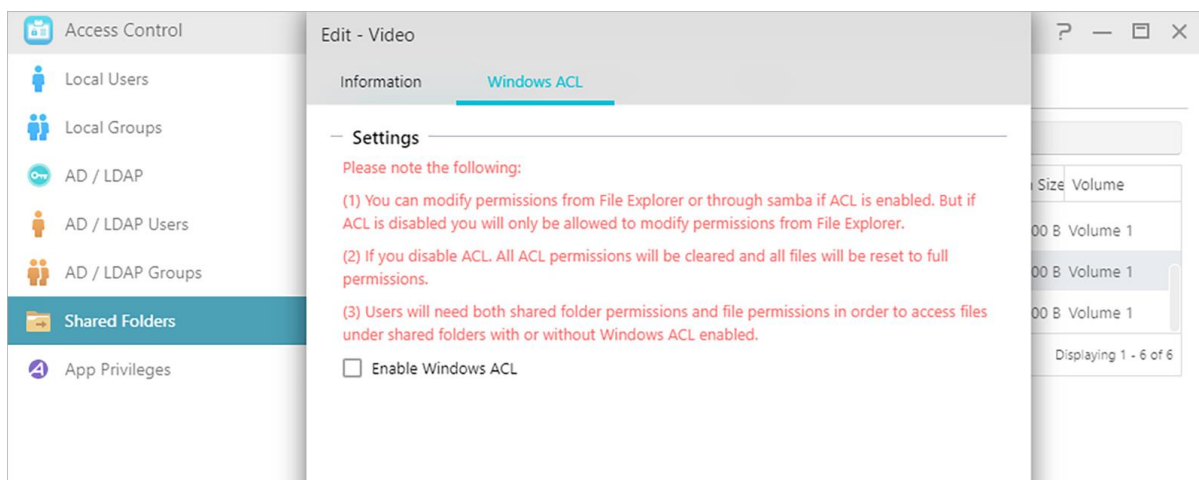 Access Control
Local Users
Local Groups
AD / LDAP
AD / LDAP Users
AD / LDAP Groups
Shared Folders
App Privileges
Edit - Video
Information
Windows ACL
Settings
Please note the following:
(1) You can modify permissions from File Explorer or through samba if ACL is enabled. But if
ACL is disabled you will only be allowed to modify permissions from File Explorer.
(2) If you disable ACL. All ACL permissions will be cleared and all files will be reset to full
permissions.
(3) Users will need both shared folder permissions and file permissions in order to access files
under shared folders with or without Windows ACL enabled.
Enable Windows ACL
Size Volume
00 B Volume 1
00 B Volume 1
00 B Volume 1
Displaying 1 - 6 of 6